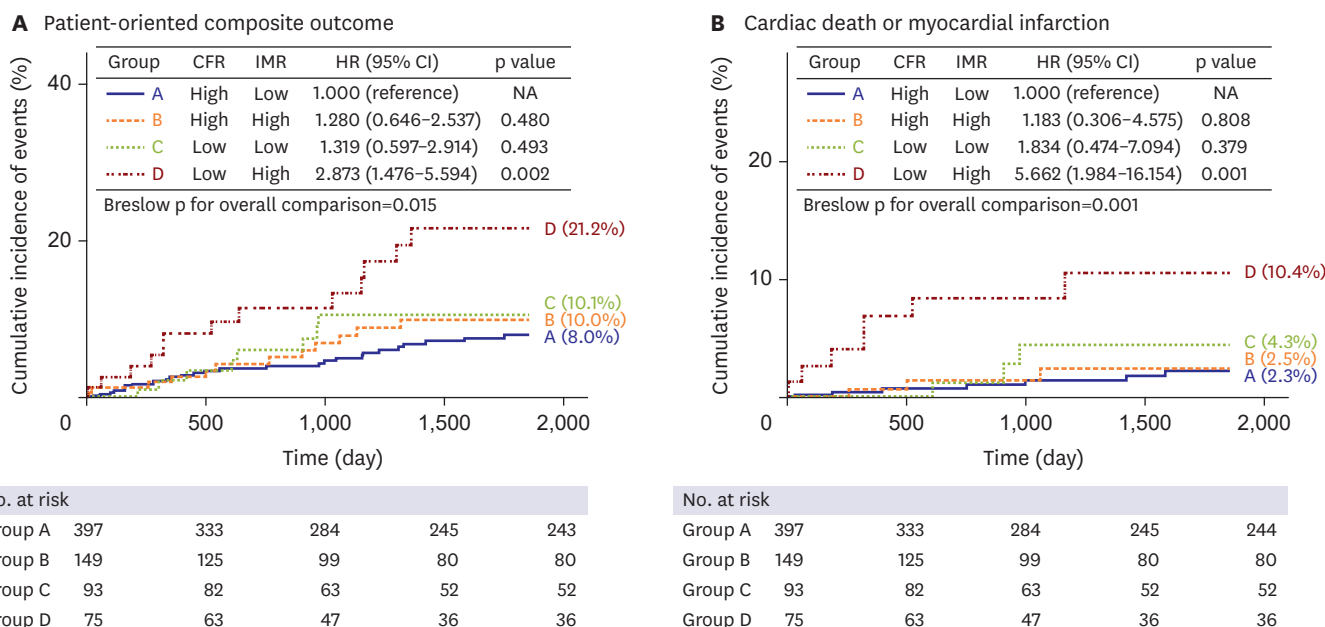 A Patient-oriented composite outcome
Cumulative incidence of events (%)
40
20
0
Group CFR IMR HR (95% CI) p value
A High Low 1.000 (reference) NA
B High High 1.280 (0.646–2.537) 0.480
C Low Low 1.319 (0.597–2.914) 0.493
D Low High 2.873 (1.476–5.594) 0.002
Breslow p for overall comparison=0.015
D (21.2%)
C (10.1%)
B (10.0%)
A (8.0%)
500 1,000 1,500 2,000
Time (day)
o. at risk
roup A 397 333 284 245 243
roup B 149 125 99 80 80
roup C 93 82 63 52 52
roup D 75 63 47 36 36
B Cardiac death or myocardial infarction
Cumulative incidence of events (%)
20
10
0
Group CFR IMR HR (95% CI) p value
A High Low 1.000 (reference) NA
B High High 1.183 (0.306–4.575) 0.808
C Low Low 1.834 (0.474–7.094) 0.379
D Low High 5.662 (1.984–16.154) 0.001
Breslow p for overall comparison=0.001
D (10.4%)
C (4.3%)
B (2.5%)
A (2.3%)
500 1,000 1,500 2,000
Time (day)
No. at risk
Group A 397 333 284 245 244
Group B 149 125 99 80 80
Group C 93 82 63 52 52
Group D 75 63 47 36 36